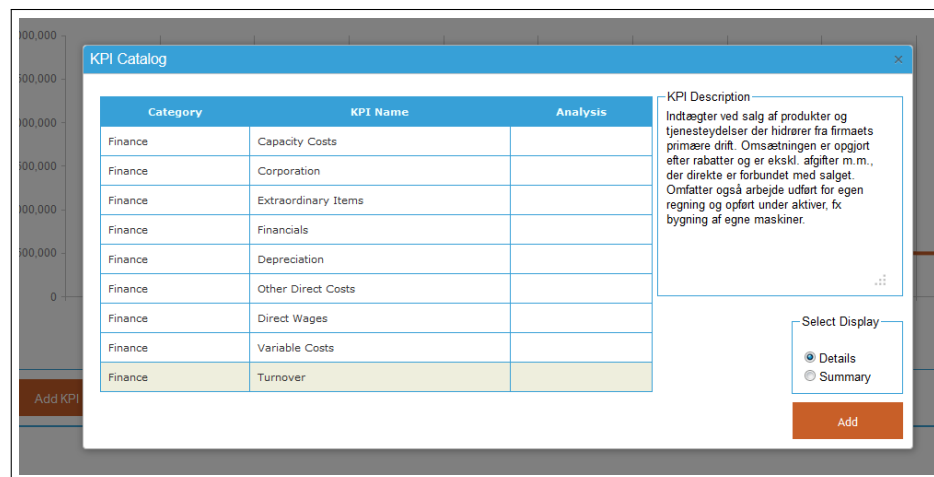 000,000
500,000
000,000
500,000
000,000
500,000
0
Add KPI
KPI Catalog
×
Category KPI Name Analysis
Finance Capacity Costs
Finance Corporation
Finance Extraordinary Items
Finance Financials
Finance Depreciation
Finance Other Direct Costs
Finance Direct Wages
Finance Variable Costs
Finance Turnover
KPI Description
Indtægter ved salg af produkter og
tjenesteydelser der hidrører fra firmaets
primære drift. Omsætningen er opgjort
efter rabatter og er ekskl. afgifter m.m.,
der direkte er forbundet med salget.
Omfatter også arbejde udført for egen
regning og opført under aktiver, fx
bygning af egne maskiner.
Select Display
Details
Summary
Add